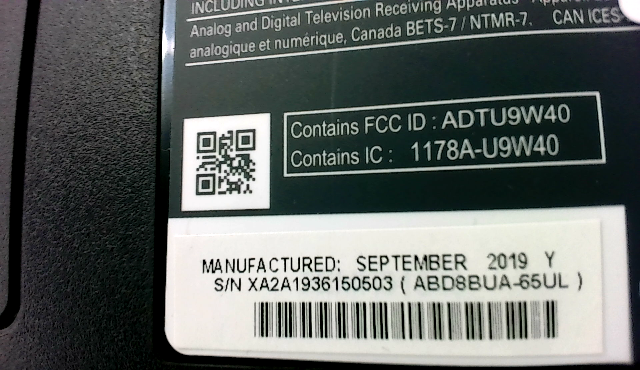 INCLUDING
Analog and Digital Television Receiving Apparatus -
analogique et numérique, Canada BETS-7 / NTMR-7. CAN ICES
Contains FCC ID : ADTU9W40
Contains IC : 1178A-U9W40
MANUFACTURED: SEPTEMBER 2019 Y
S/N XA2A1936150503 ( ABD8BUA-65UL )